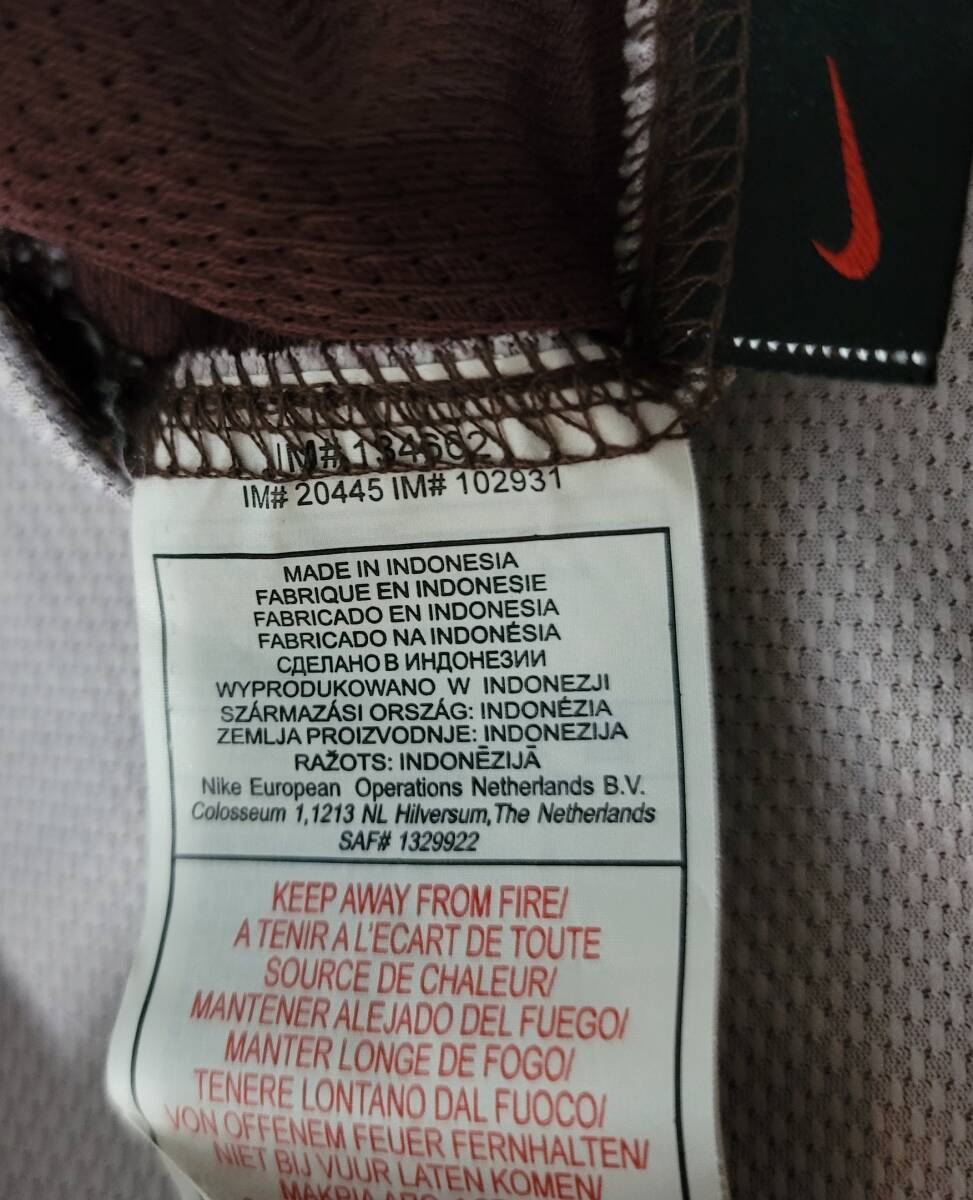 IM# 134662
IM# 20445 IM# 102931
MADE IN INDONESIA
FABRIQUE EN INDONESIE
FABRICADO EN INDONESIA
FABRICADO NA INDONÉSIA
СДЕЛАНО В ИНДОНЕЗИИ
WYPRODUKOWANO W INDONEZJI
SZÁRMAZÁSI ORSZÁG: INDONÉZIA
ZEMLJA PROIZVODNJE: INDONEZIJA
RAŽOTS: INDONĒZIJĀ
Nike European Operations Netherlands B.V.
Colosseum 1,1213 NL Hilversum,The Netherlands
SAF# 1329922
KEEP AWAY FROM FIRE/
A TENIR A L'ECART DE TOUTE
SOURCE DE CHALEUR/
MANTENER ALEJADO DEL FUEGO/
MANTER LONGE DE FOGO/
TENERE LONTANO DAL FUOCO/
VON OFFENEM FEUER FERNHALTEN/
NIET BIJ VUUR LATEN KOMEN/